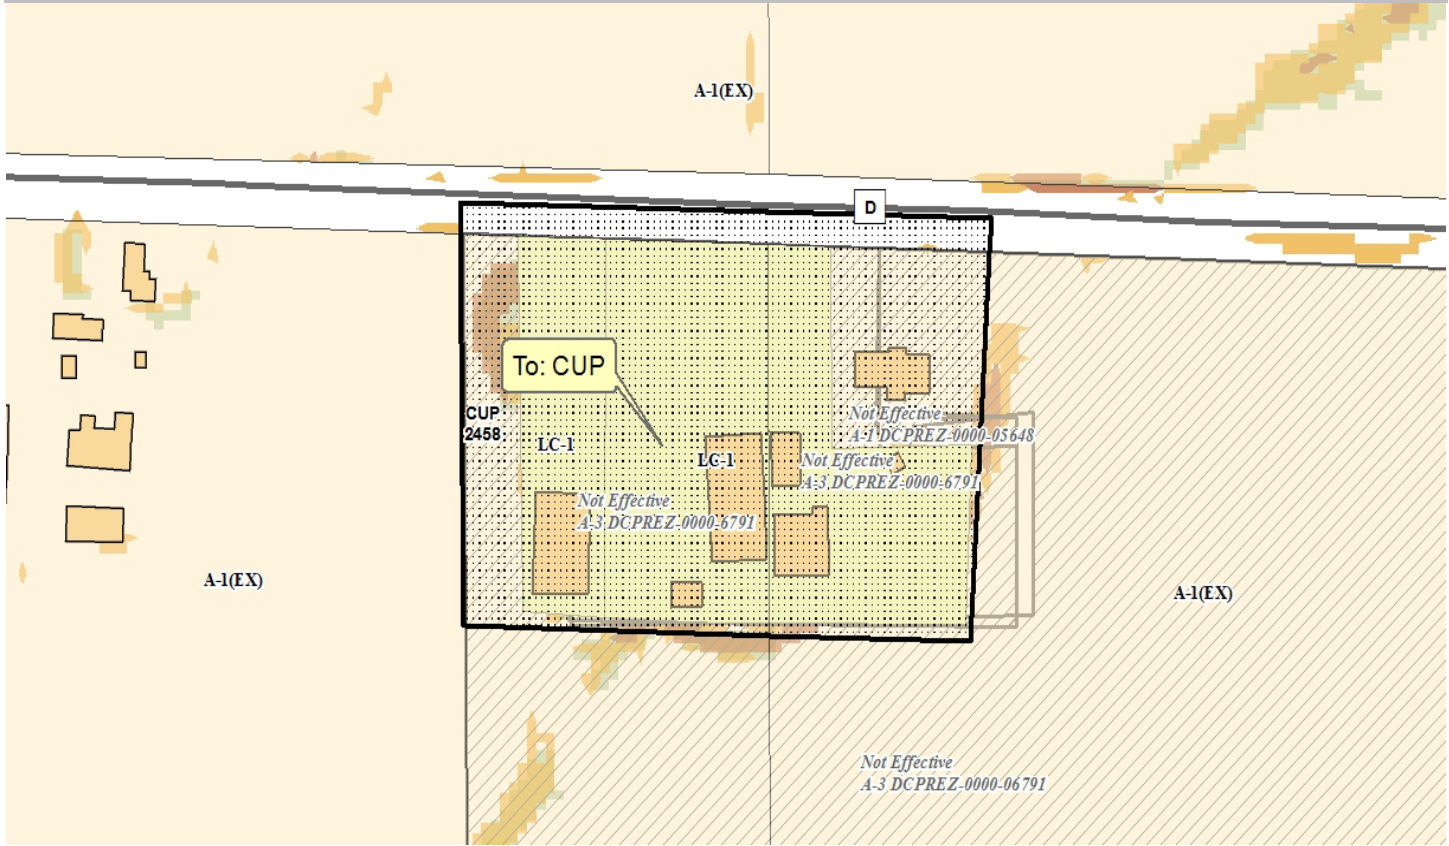 A-1(EX)
D
To: CUP
CUP
2458
LC-1
LC-1
Not Effective
A-1 DCPREZ-0000-05648
Not Effective
A-3 DCPREZ-0000-6791
Not Effective
A-3 DCPREZ-0000-6791
A-1(EX)
A-1(EX)
Not Effective
A-3 DCPREZ-0000-06791